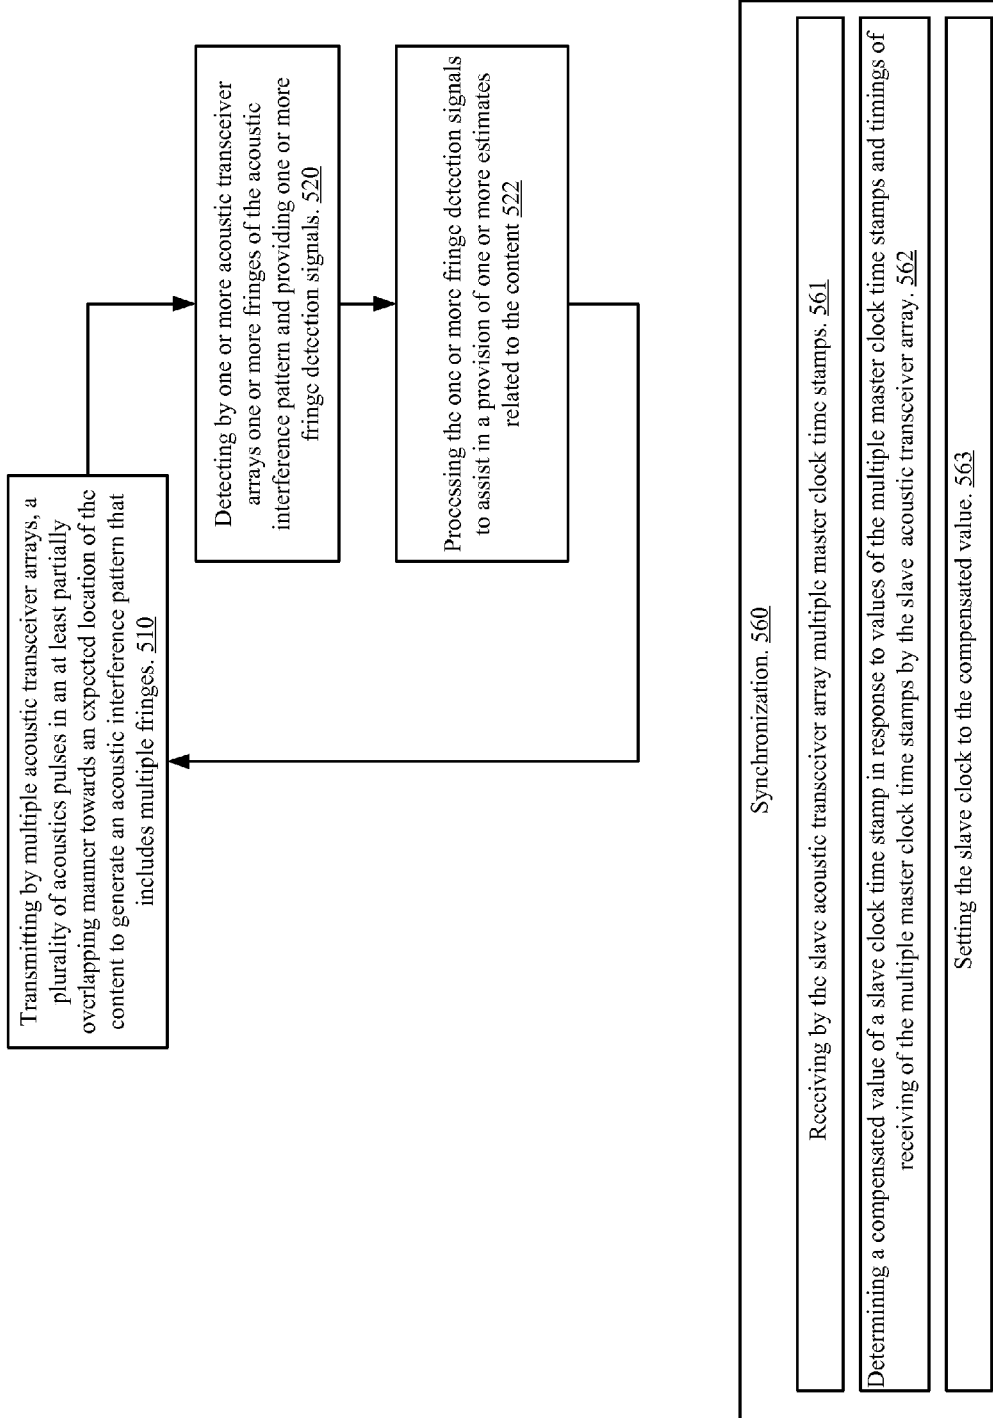 Transmitting by multiple acoustic transceiver arrays, a
plurality of acoustics pulses in an at least partially
overlapping manner towards an expected location of the
content to generate an acoustic interference pattern that
includes multiple fringes. 510
Detecting by one or more acoustic transceiver
arrays one or more fringes of the acoustic
interference pattern and providing one or more
fringe detection signals. 520
Processing the one or more fringe detection signals
to assist in a provision of one or more estimates
related to the content 522
Synchronization. 560
Receiving by the slave acoustic transceiver array multiple master clock time stamps. 561
Determining a compensated value of a slave clock time stamp in response to values of the multiple master clock time stamps and timings of
receiving of the multiple master clock time stamps by the slave acoustic transceiver array. 562
Setting the slave clock to the compensated value. 563